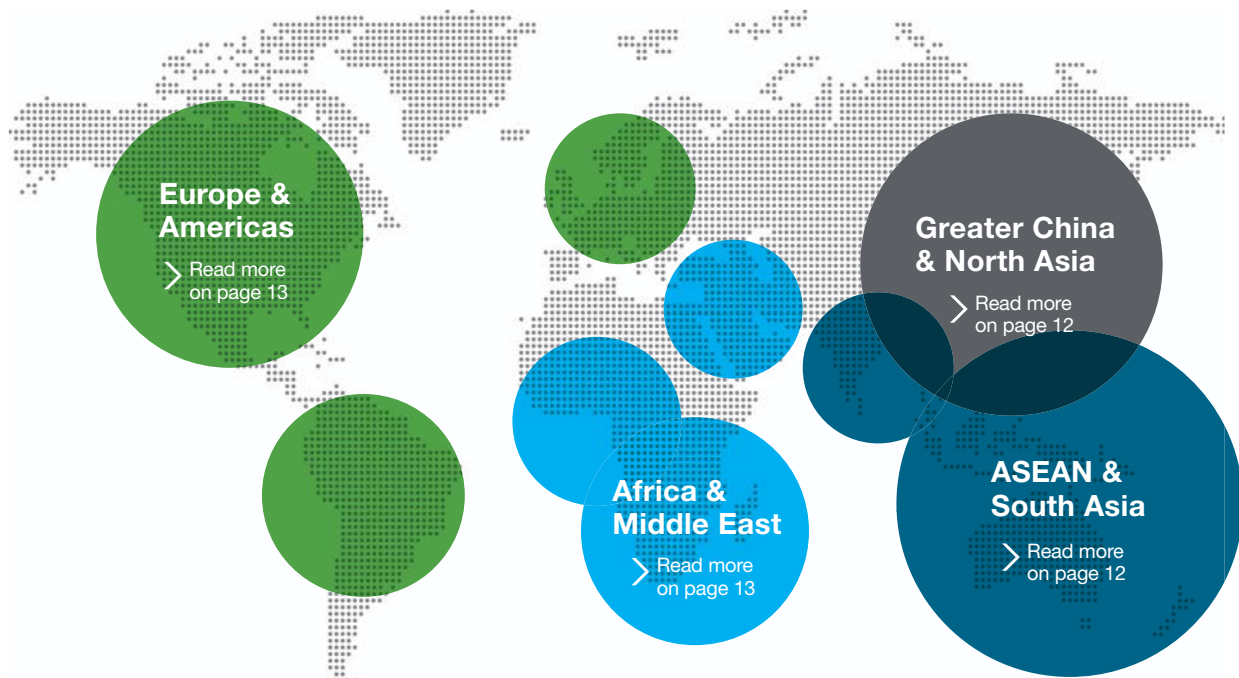 Europe &
Americas
Read more
on page 13
Greater China
& North Asia
Read more
on page 12
Africa &
Middle East
Read more
on page 13
ASEAN &
South Asia
Read more
on page 12